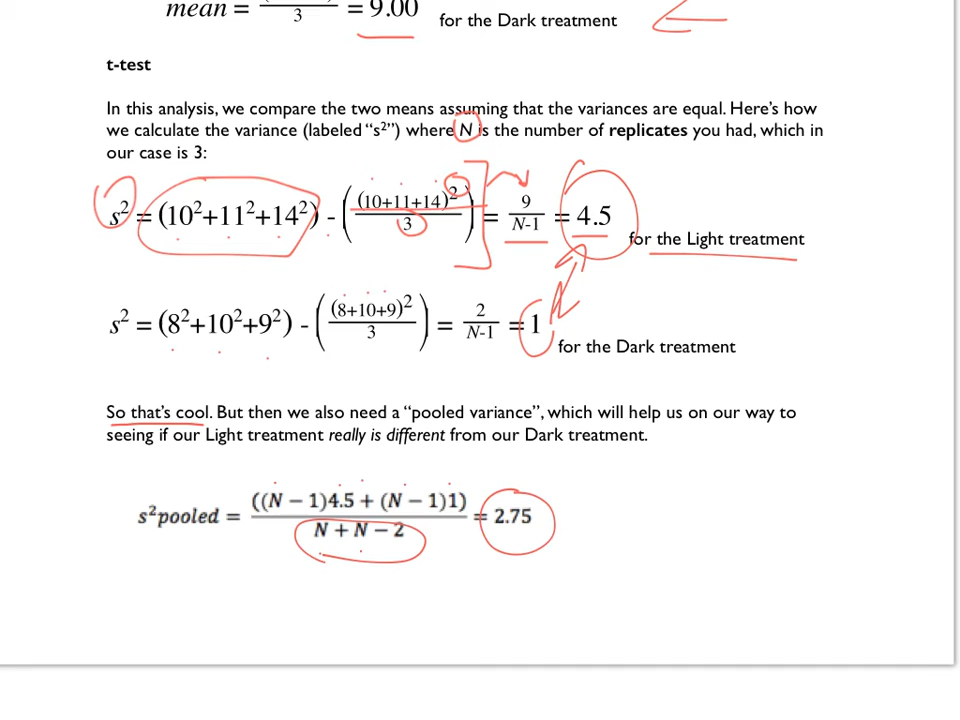 mean = 3 = 9.00 for the Dark treatment
t-test
In this analysis, we compare the two means assuming that the variances are equal. Here's how
we calculate the variance (labeled "s²") where N is the number of replicates you had, which in
our case is 3:
s² = (10²+11²+14²) - ((10+11+14)²/3) = 9/N-1 = 4.5 for the Light treatment
s² = (8²+10²+9²) - ((8+10+9)²/3) = 2/N-1 = 1 for the Dark treatment
So that's cool. But then we also need a "pooled variance", which will help us on our way to
seeing if our Light treatment really is different from our Dark treatment.
s²pooled = ((N − 1)4.5 + (N − 1)1)/N + N − 2 = 2.75